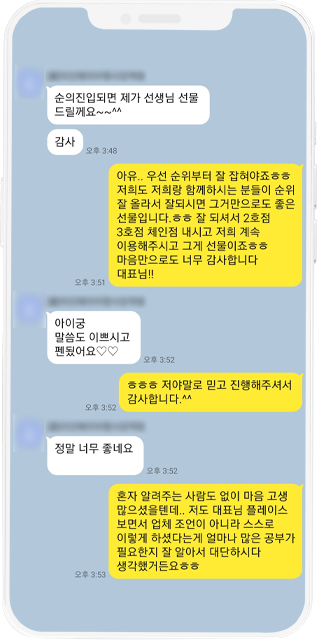 순의진입되면 제가 선생님 선물
드릴께요~~^^
감사
오후 3:48
아유.. 우선 순위부터 잘 잡혀야죠ㅎㅎ
저희도 저희랑 함께하시는 분들이 순위
잘 올라서 잘되시면 그거만으로도 좋은
선물입니다.ㅎㅎ 잘 되셔서 2호점
3호점 체인점 내시고 저희 계속
이용해주시고 그게 선물이죠ㅎㅎ
마음만으로도 너무 감사합니다
대표님!!
오후 3:51
아이궁
말씀도 이쁘시고
펜됬어요♡♡
오후 3:52
ㅎㅎㅎ 저야말로 믿고 진행해주셔서
감사합니다.^^
오후 3:52
정말 너무 좋네요
오후 3:52
혼자 알려주는 사람도 없이 마음 고생
많으셨을텐데.. 저도 대표님 플레이스
보면서 업체 조언이 아니라 스스로
이렇게 하셨다는게 얼마나 많은 공부가
필요한지 잘 알아서 대단하시다
생각했거든요ㅎㅎ
오후 3:53